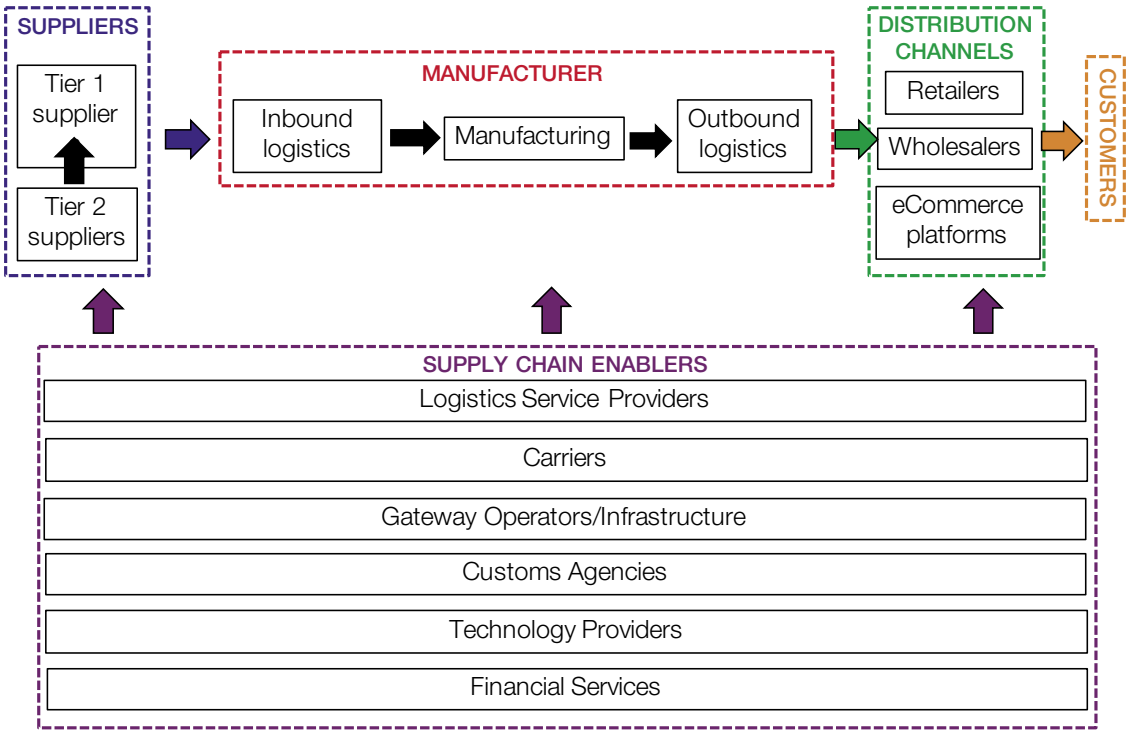 SUPPLIERS
Tier 1
supplier
Tier 2
suppliers
MANUFACTURER
Inbound
logistics
Manufacturing
Outbound
logistics
DISTRIBUTION
CHANNELS
Retailers
Wholesalers
eCommerce
platforms
CUSTOMERS
SUPPLY CHAIN ENABLERS
Logistics Service Providers
Carriers
Gateway Operators/Infrastructure
Customs Agencies
Technology Providers
Financial Services